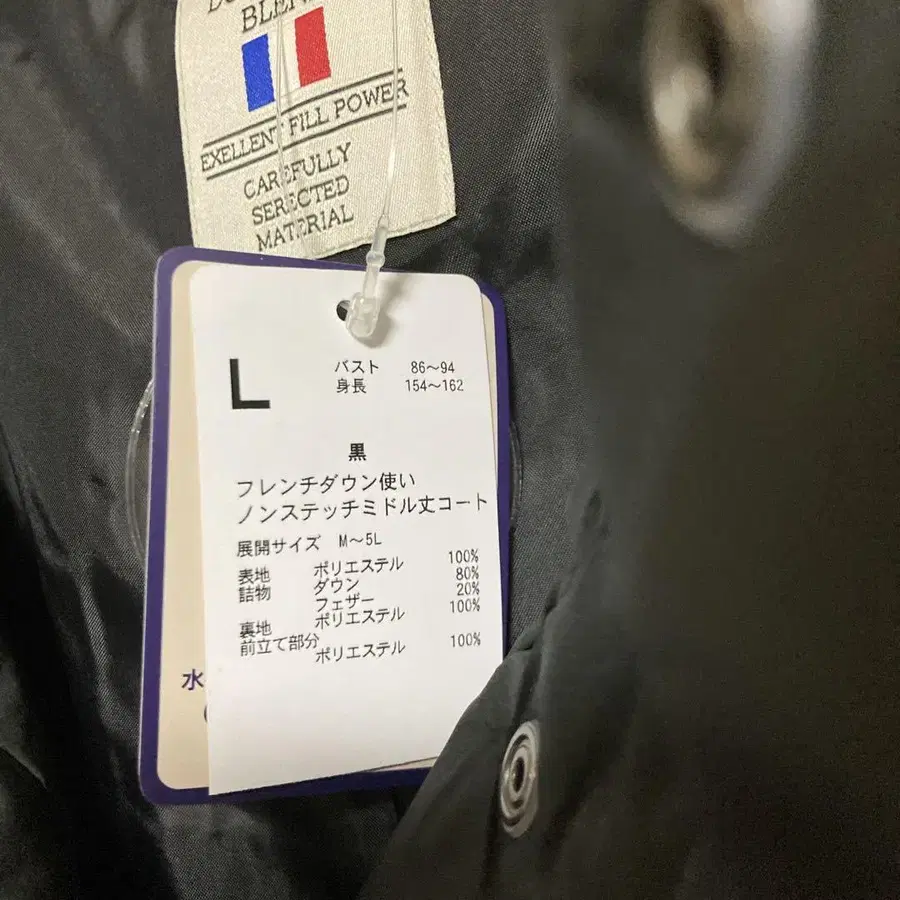 EXELLENT FILL POWER
CAREFULLY
SERECTED
MATERIAL
L
バスト 86～94
身長 154～162
黒
フレンチダウン使い
ノンステッチミドル丈コート
展開サイズ M～5L
表地 ポリエステル 100%
詰物 ダウン 80%
フェザー 20%
裏地 ポリエステル 100%
前立て部分
ポリエステル 100%
水